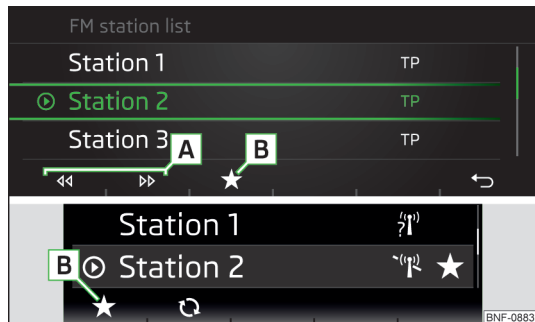 FM station list
Station 1 TP
Station 2 TP
Station 3 TP
A B
Station 1
B Station 2
BNF-0883